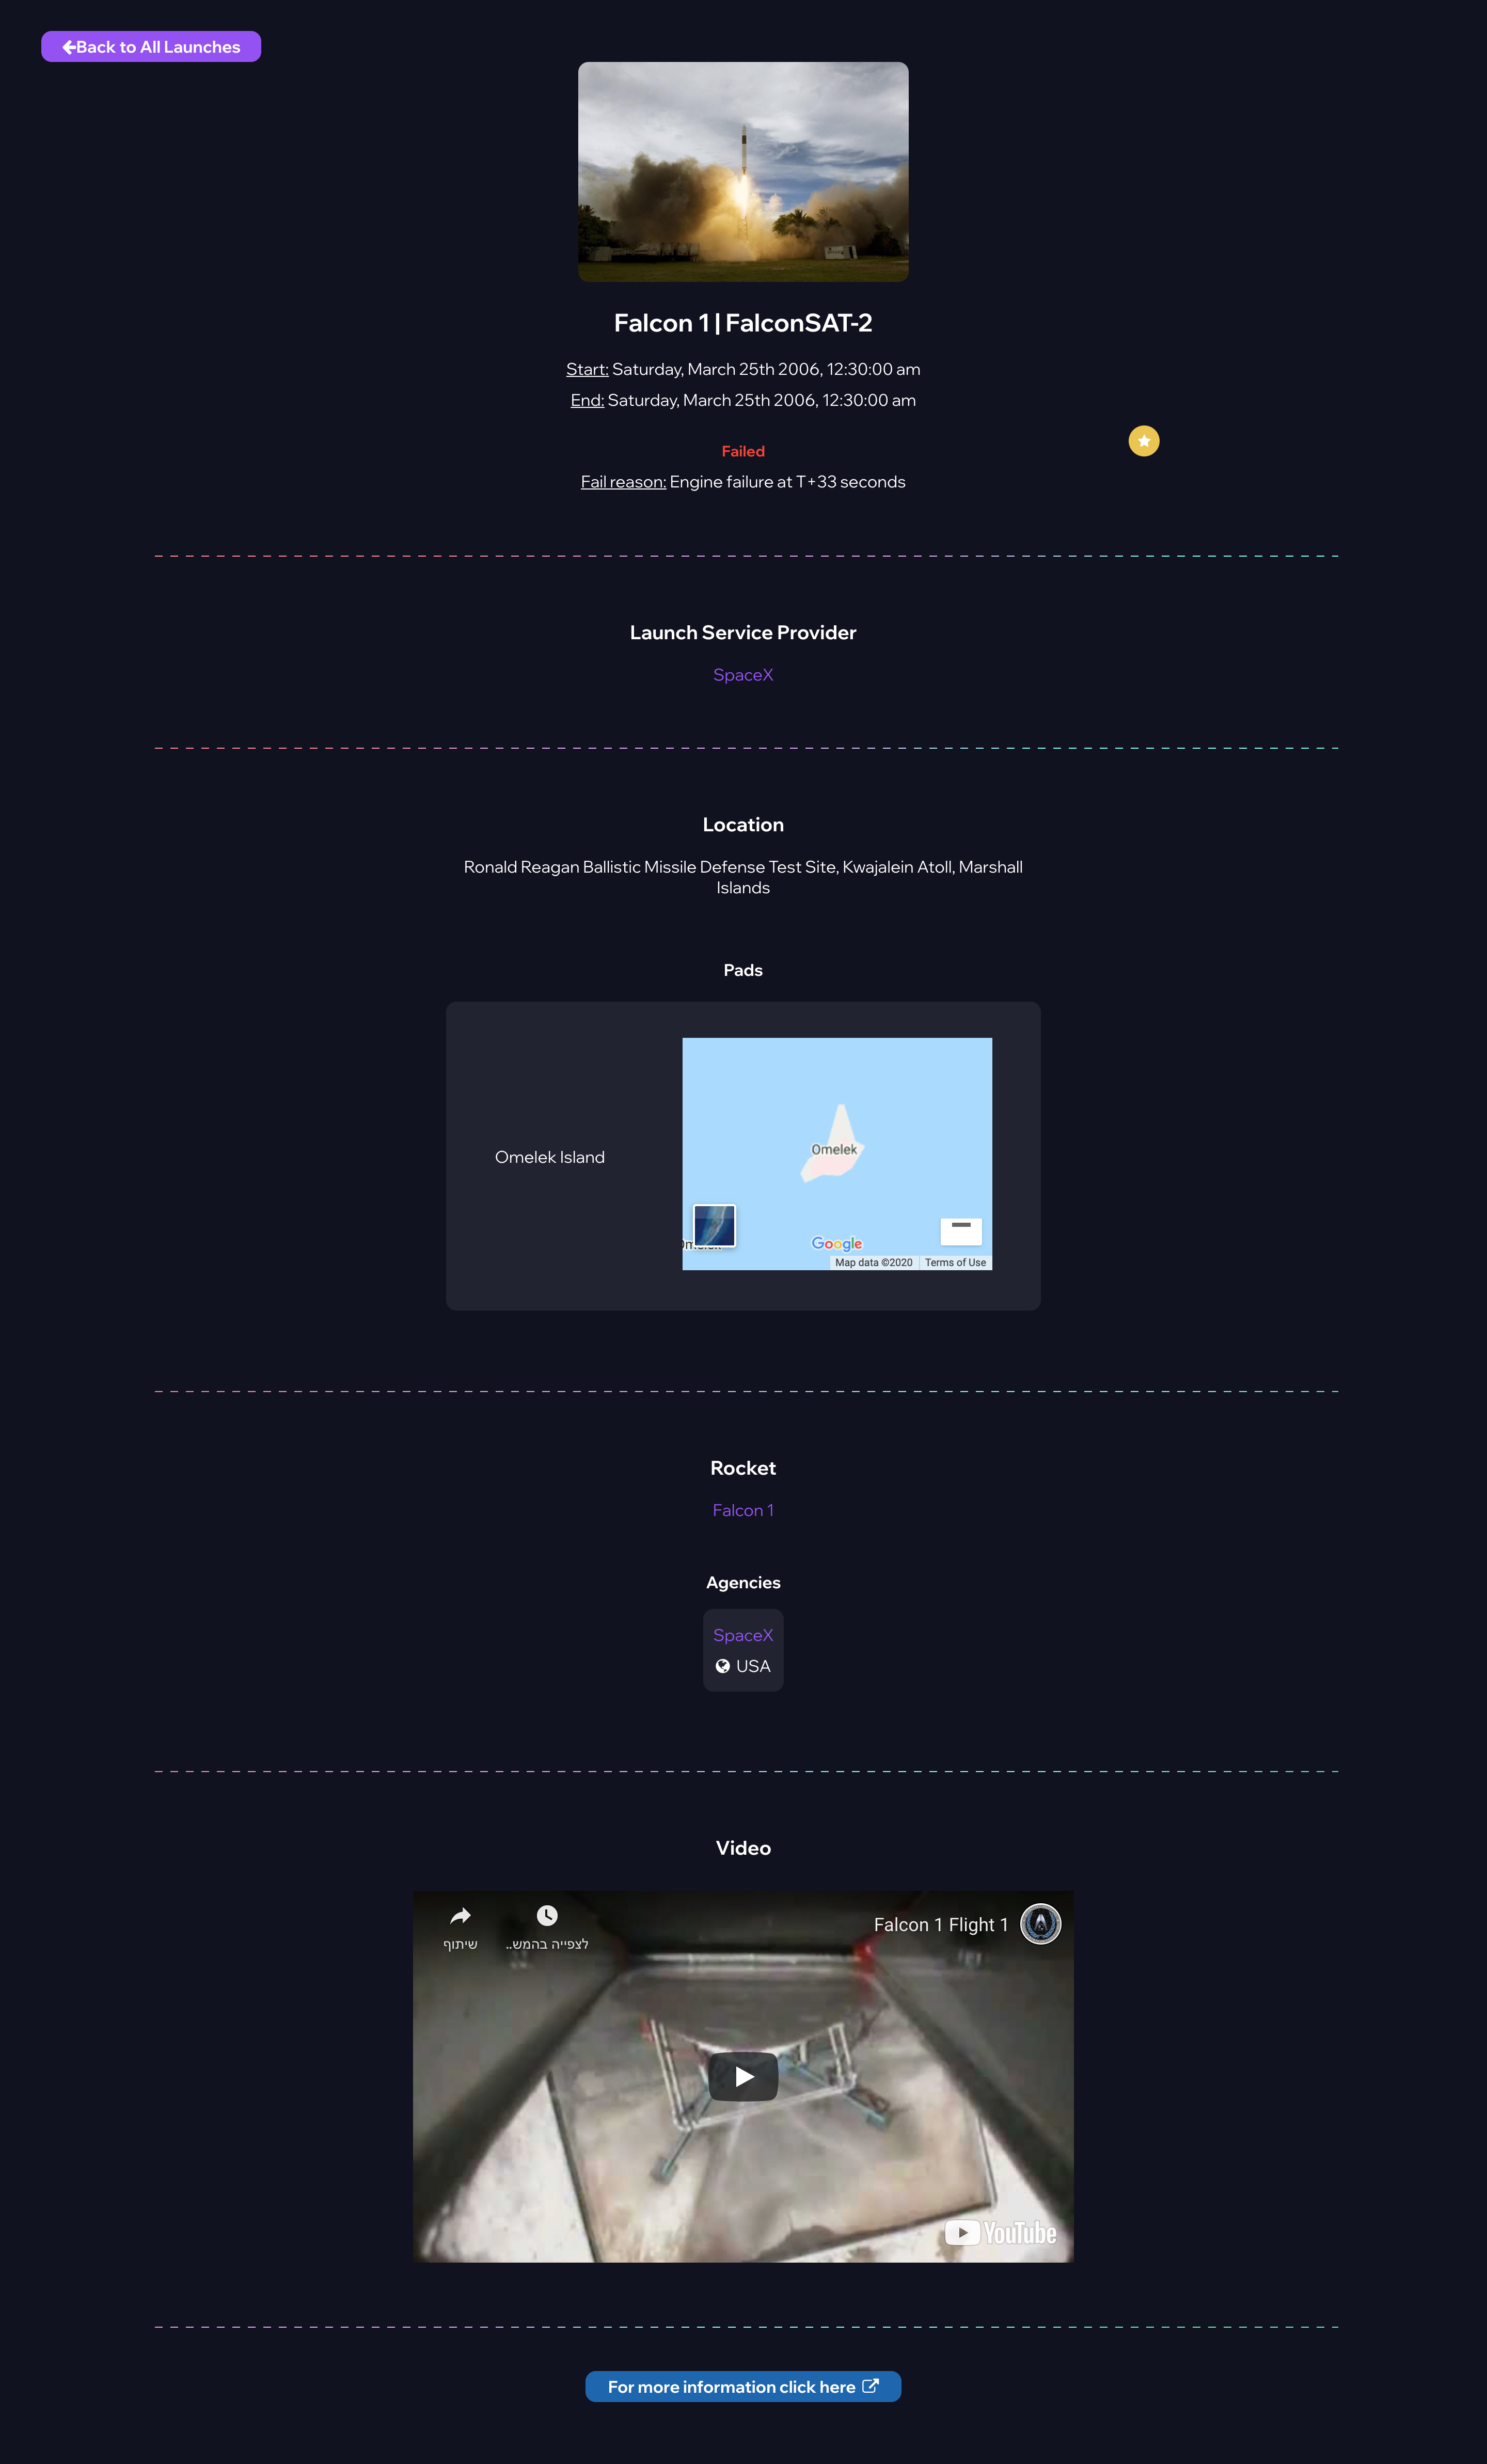 Back to All Launches
Falcon 1 | FalconSAT-2
Start: Saturday, March 25th 2006, 12:30:00 am
End: Saturday, March 25th 2006, 12:30:00 am
Failed
Fail reason: Engine failure at T+33 seconds
Launch Service Provider
SpaceX
Location
Ronald Reagan Ballistic Missile Defense Test Site, Kwajalein Atoll, Marshall
Islands
Pads
Omelek Island
Omelek
Google
Map data ©2020
Terms of Use
Rocket
Falcon 1
Agencies
SpaceX
USA
Video
Falcon 1 Flight 1
שיתוף
לצפייה בהמש..
YouTube
For more information click here